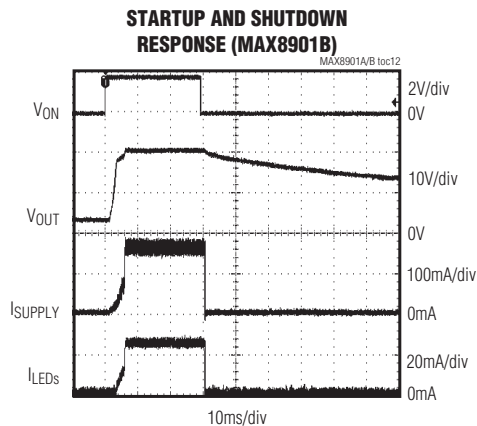 STARTUP AND SHUTDOWN
RESPONSE (MAX8901B)
MAX8901A/B toc12
VON
2V/div
0V
10V/div
VOUT
0V
100mA/div
ISUPPLY
0mA
20mA/div
ILEDs
0mA
10ms/div